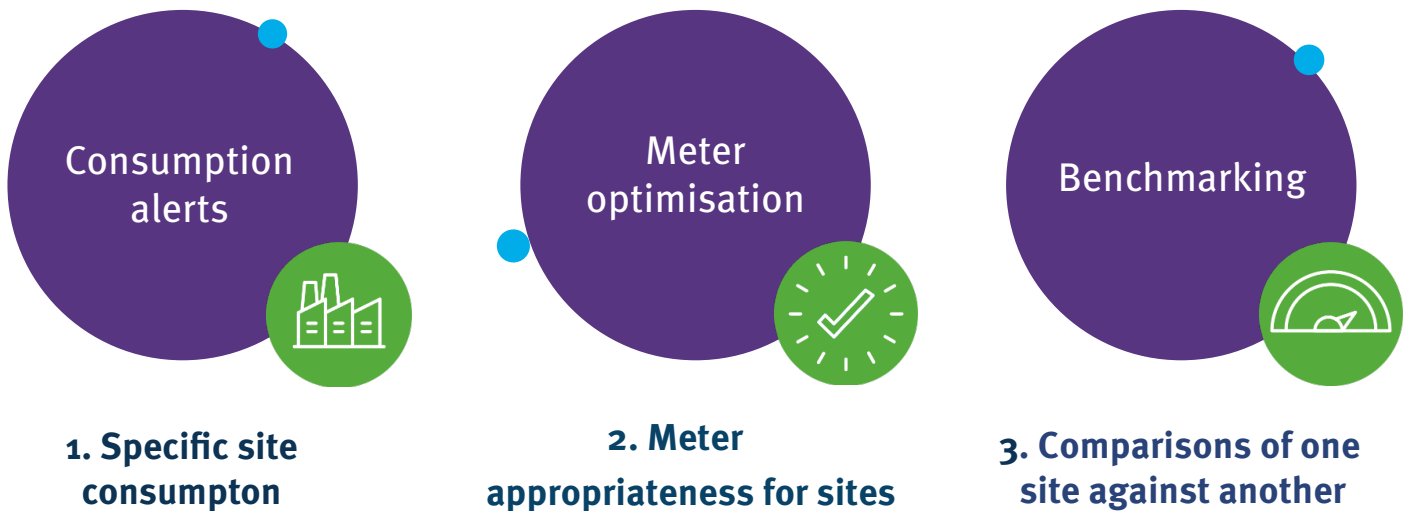 Consumption
alerts
Meter
optimisation
Benchmarking
1. Specific site
consumpton
2. Meter
appropriateness for sites
3. Comparisons of one
site against another